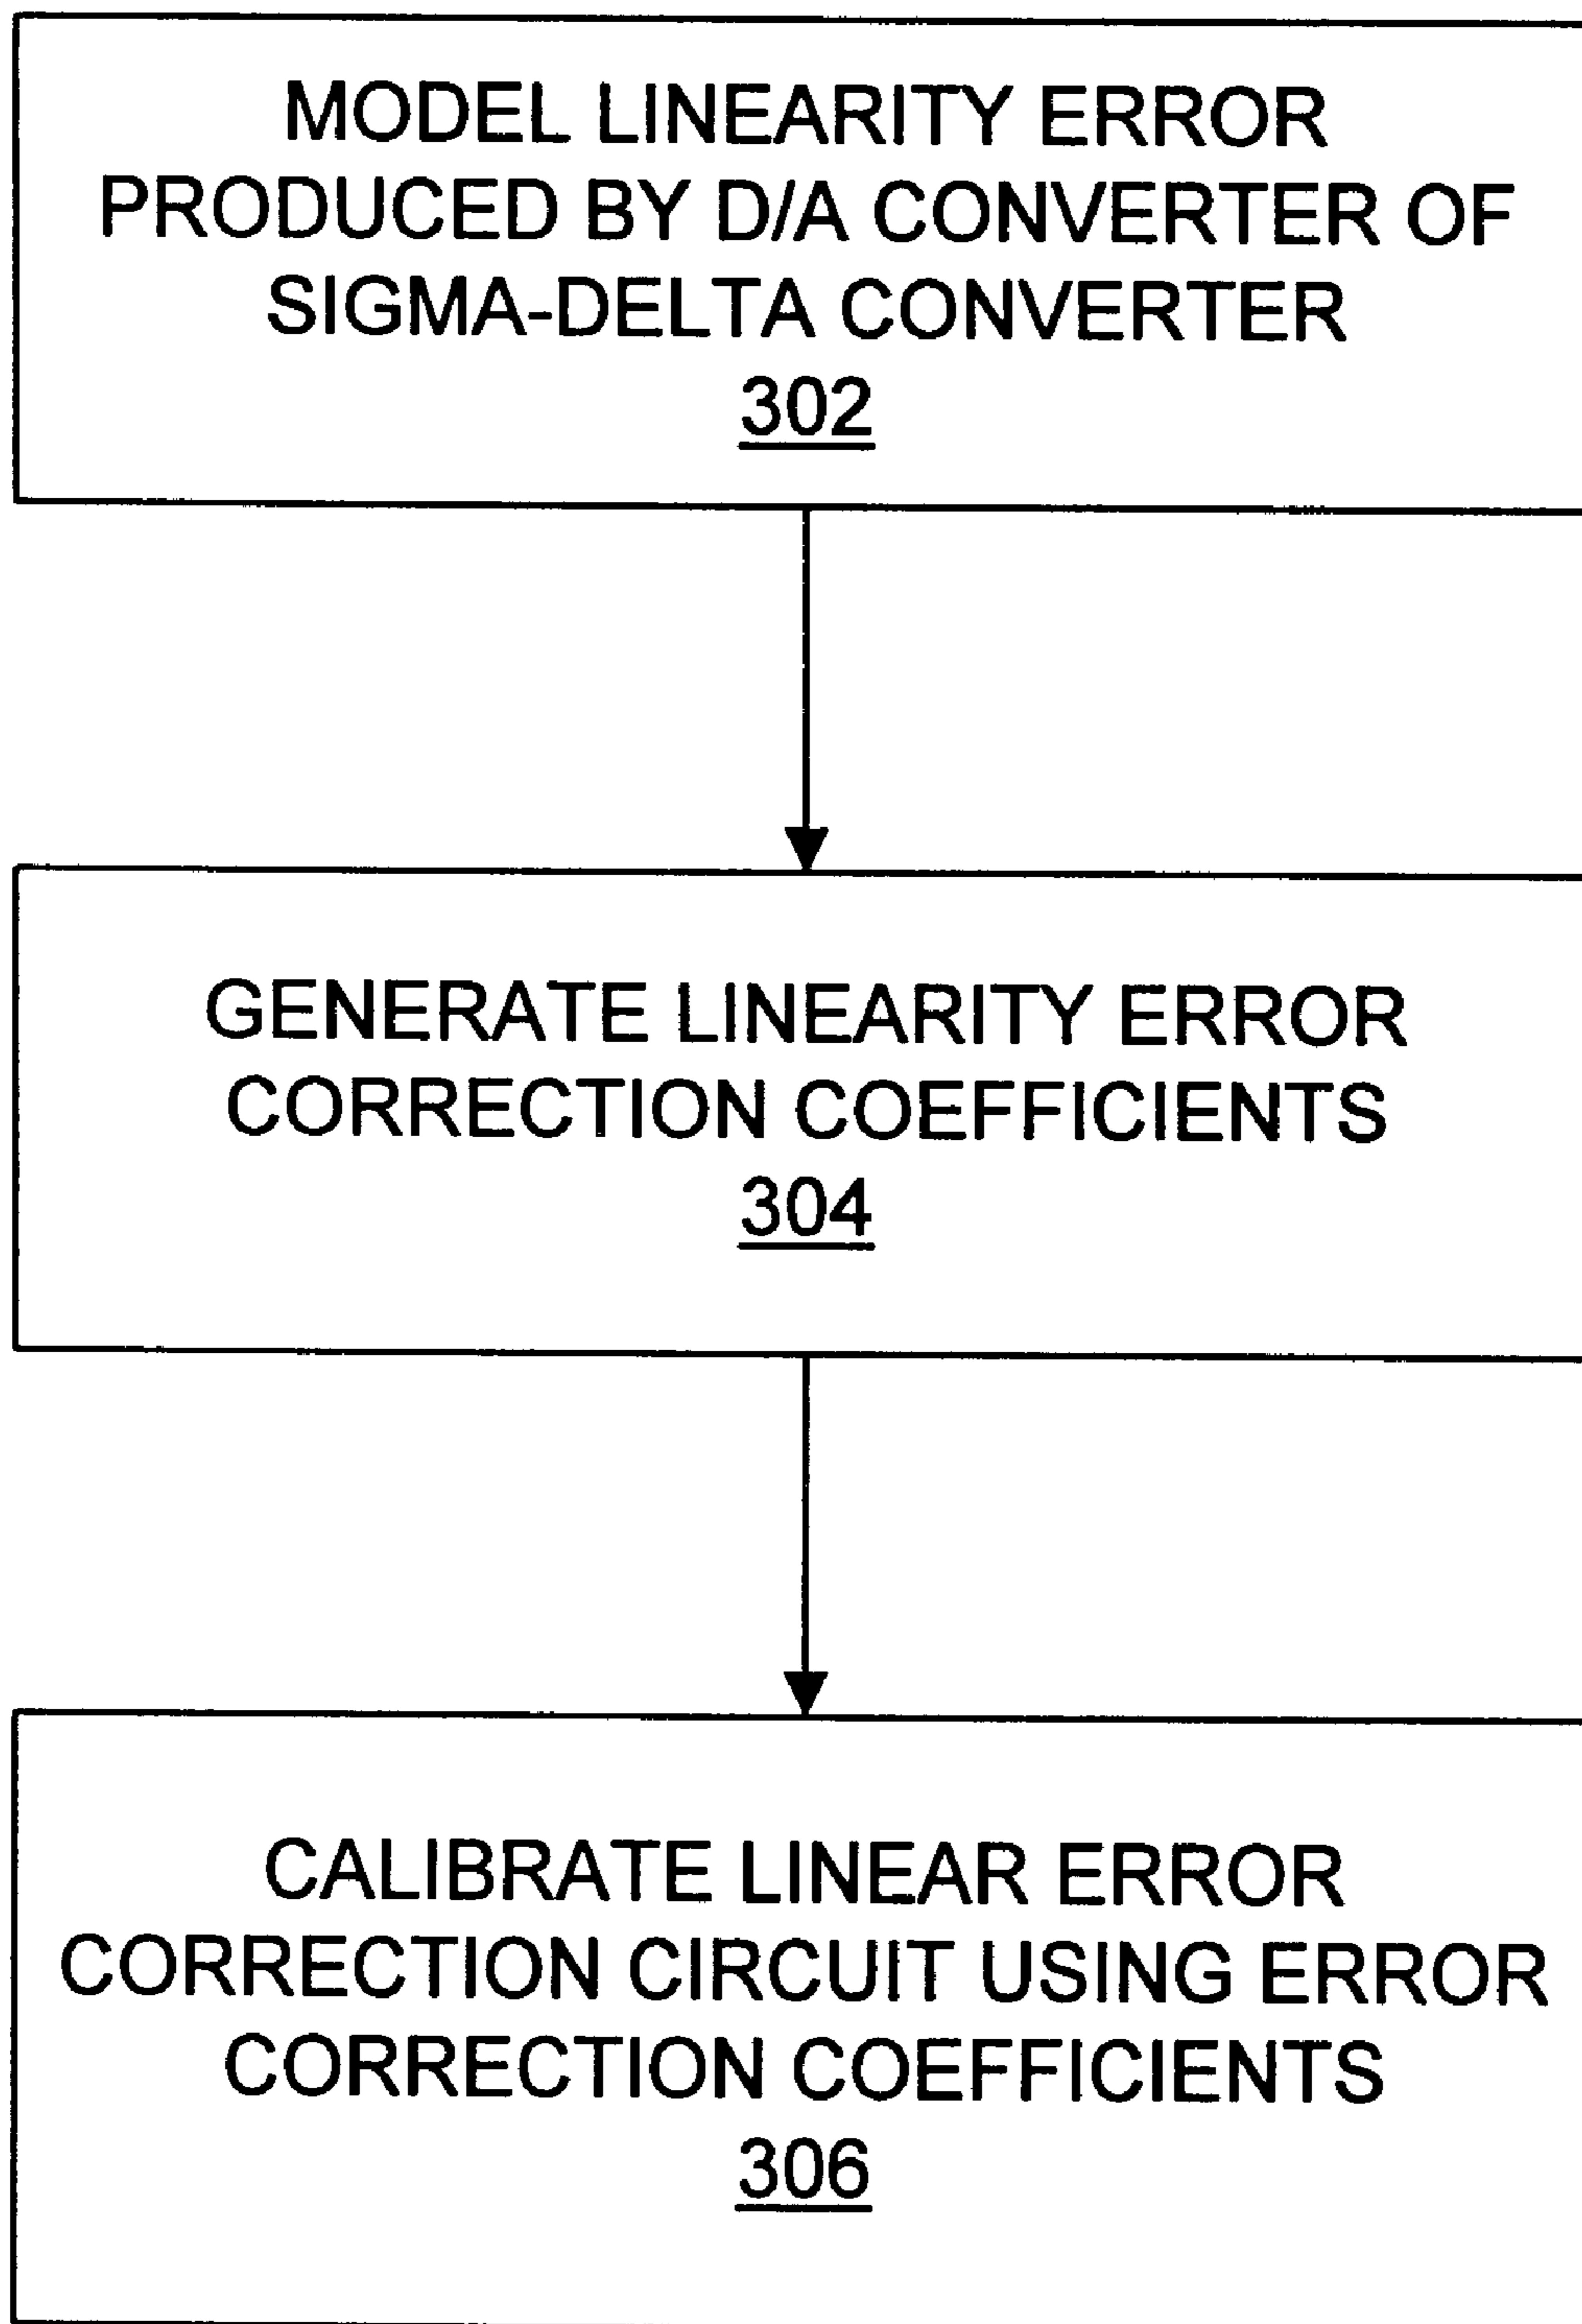 MODEL LINEARITY ERROR
PRODUCED BY D/A CONVERTER OF
SIGMA-DELTA CONVERTER
302
GENERATE LINEARITY ERROR
CORRECTION COEFFICIENTS
304
CALIBRATE LINEAR ERROR
CORRECTION CIRCUIT USING ERROR
CORRECTION COEFFICIENTS
306